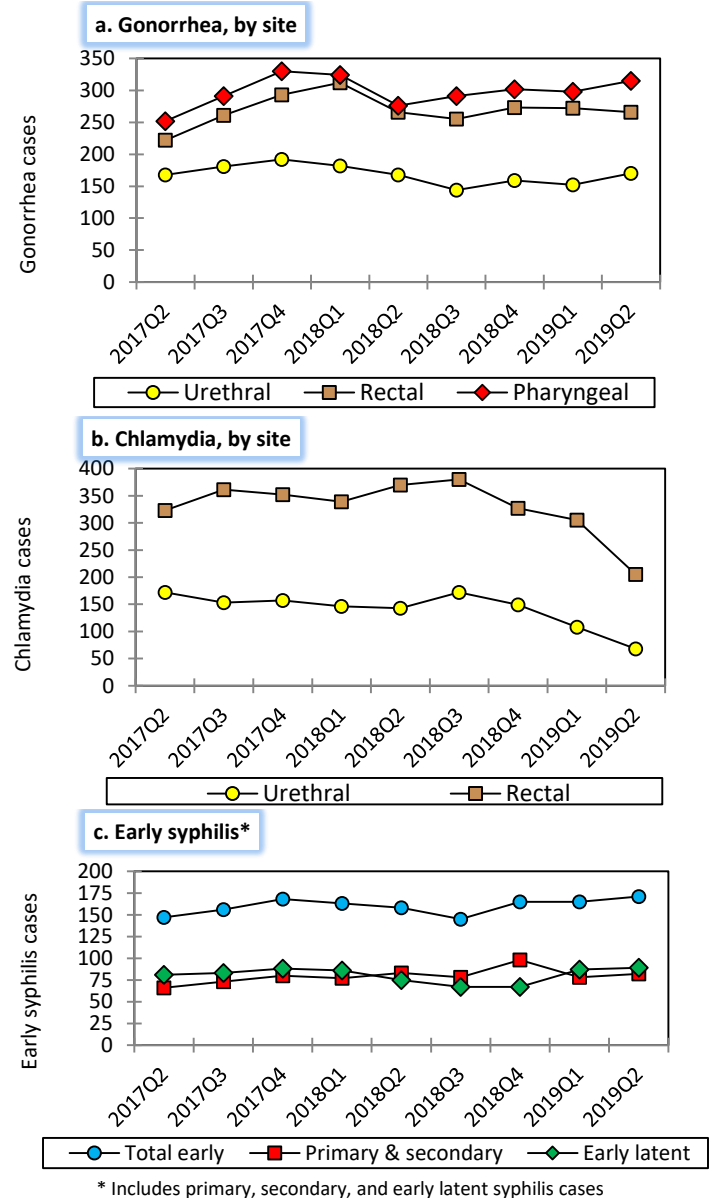 a. Gonorrhea, by site
Gonorrhea cases
350
300
250
200
150
100
50
0
2017Q2
2017Q3
2017Q4
2018Q1
2018Q2
2018Q3
2018Q4
2019Q1
2019Q2
Urethral Rectal Pharyngeal
b. Chlamydia, by site
Chlamydia cases
400
350
300
250
200
150
100
50
0
2017Q2
2017Q3
2017Q4
2018Q1
2018Q2
2018Q3
2018Q4
2019Q1
2019Q2
Urethral Rectal
c. Early syphilis*
Early syphilis cases
200
175
150
125
100
75
50
25
0
2017Q2
2017Q3
2017Q4
2018Q1
2018Q2
2018Q3
2018Q4
2019Q1
2019Q2
Total early Primary & secondary Early latent
* Includes primary, secondary, and early latent syphilis cases